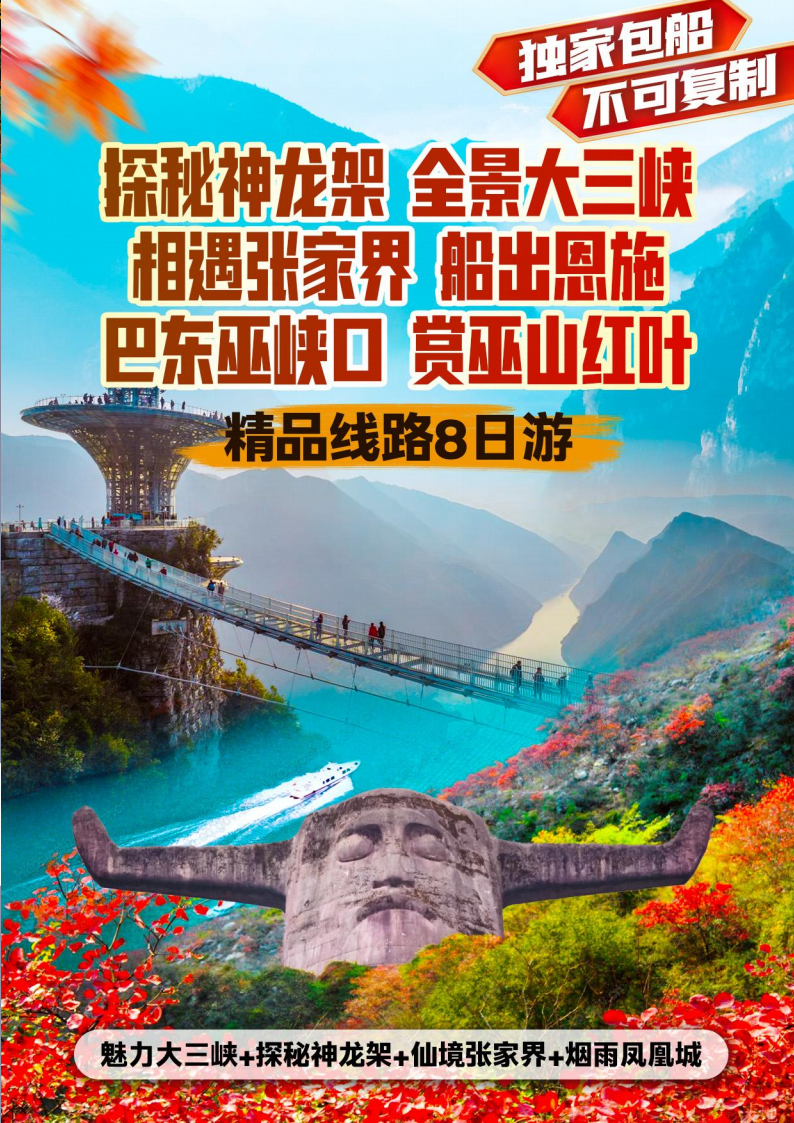 独家包船
不可复制
探秘神龙架 全景大三峡
相遇张家界 船出恩施
巴东巫峡口 赏巫山红叶
精品线路8日游
魅力大三峡+探秘神龙架+仙境张家界+烟雨凤凰城